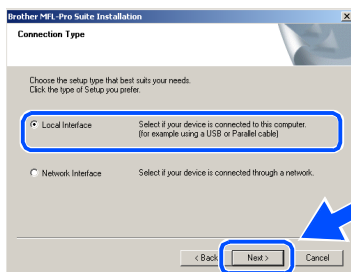 Brother MFL-Pro Suite Installation
Connection Type
Choose the setup type that best suits your needs.
Click the type of Setup you prefer.
Local Interface Select if your device is connected to this computer.
(for example using a USB or Parallel cable)
Network Interface Select if your device is connected through a network.
< Back Next > Cancel